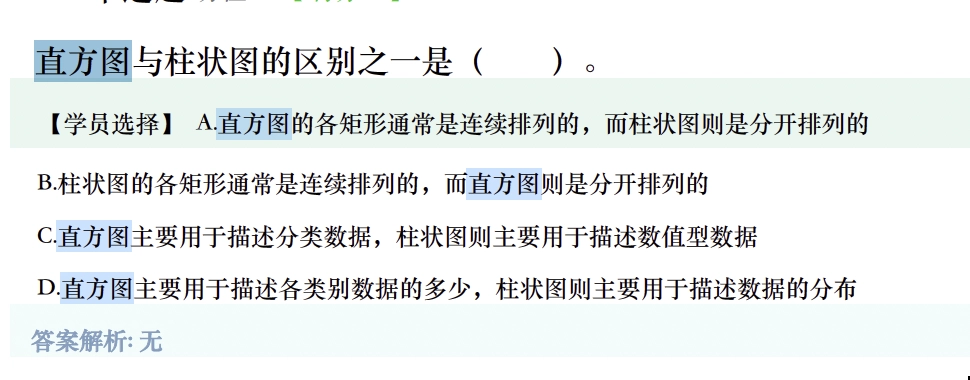 直方图与柱状图的区别之一是（　　）。
【学员选择】 A.直方图的各矩形通常是连续排列的，而柱状图则是分开排列的
B.柱状图的各矩形通常是连续排列的，而直方图则是分开排列的
C.直方图主要用于描述分类数据，柱状图则主要用于描述数值型数据
D.直方图主要用于描述各类别数据的多少，柱状图则主要用于描述数据的分布
答案解析: 无